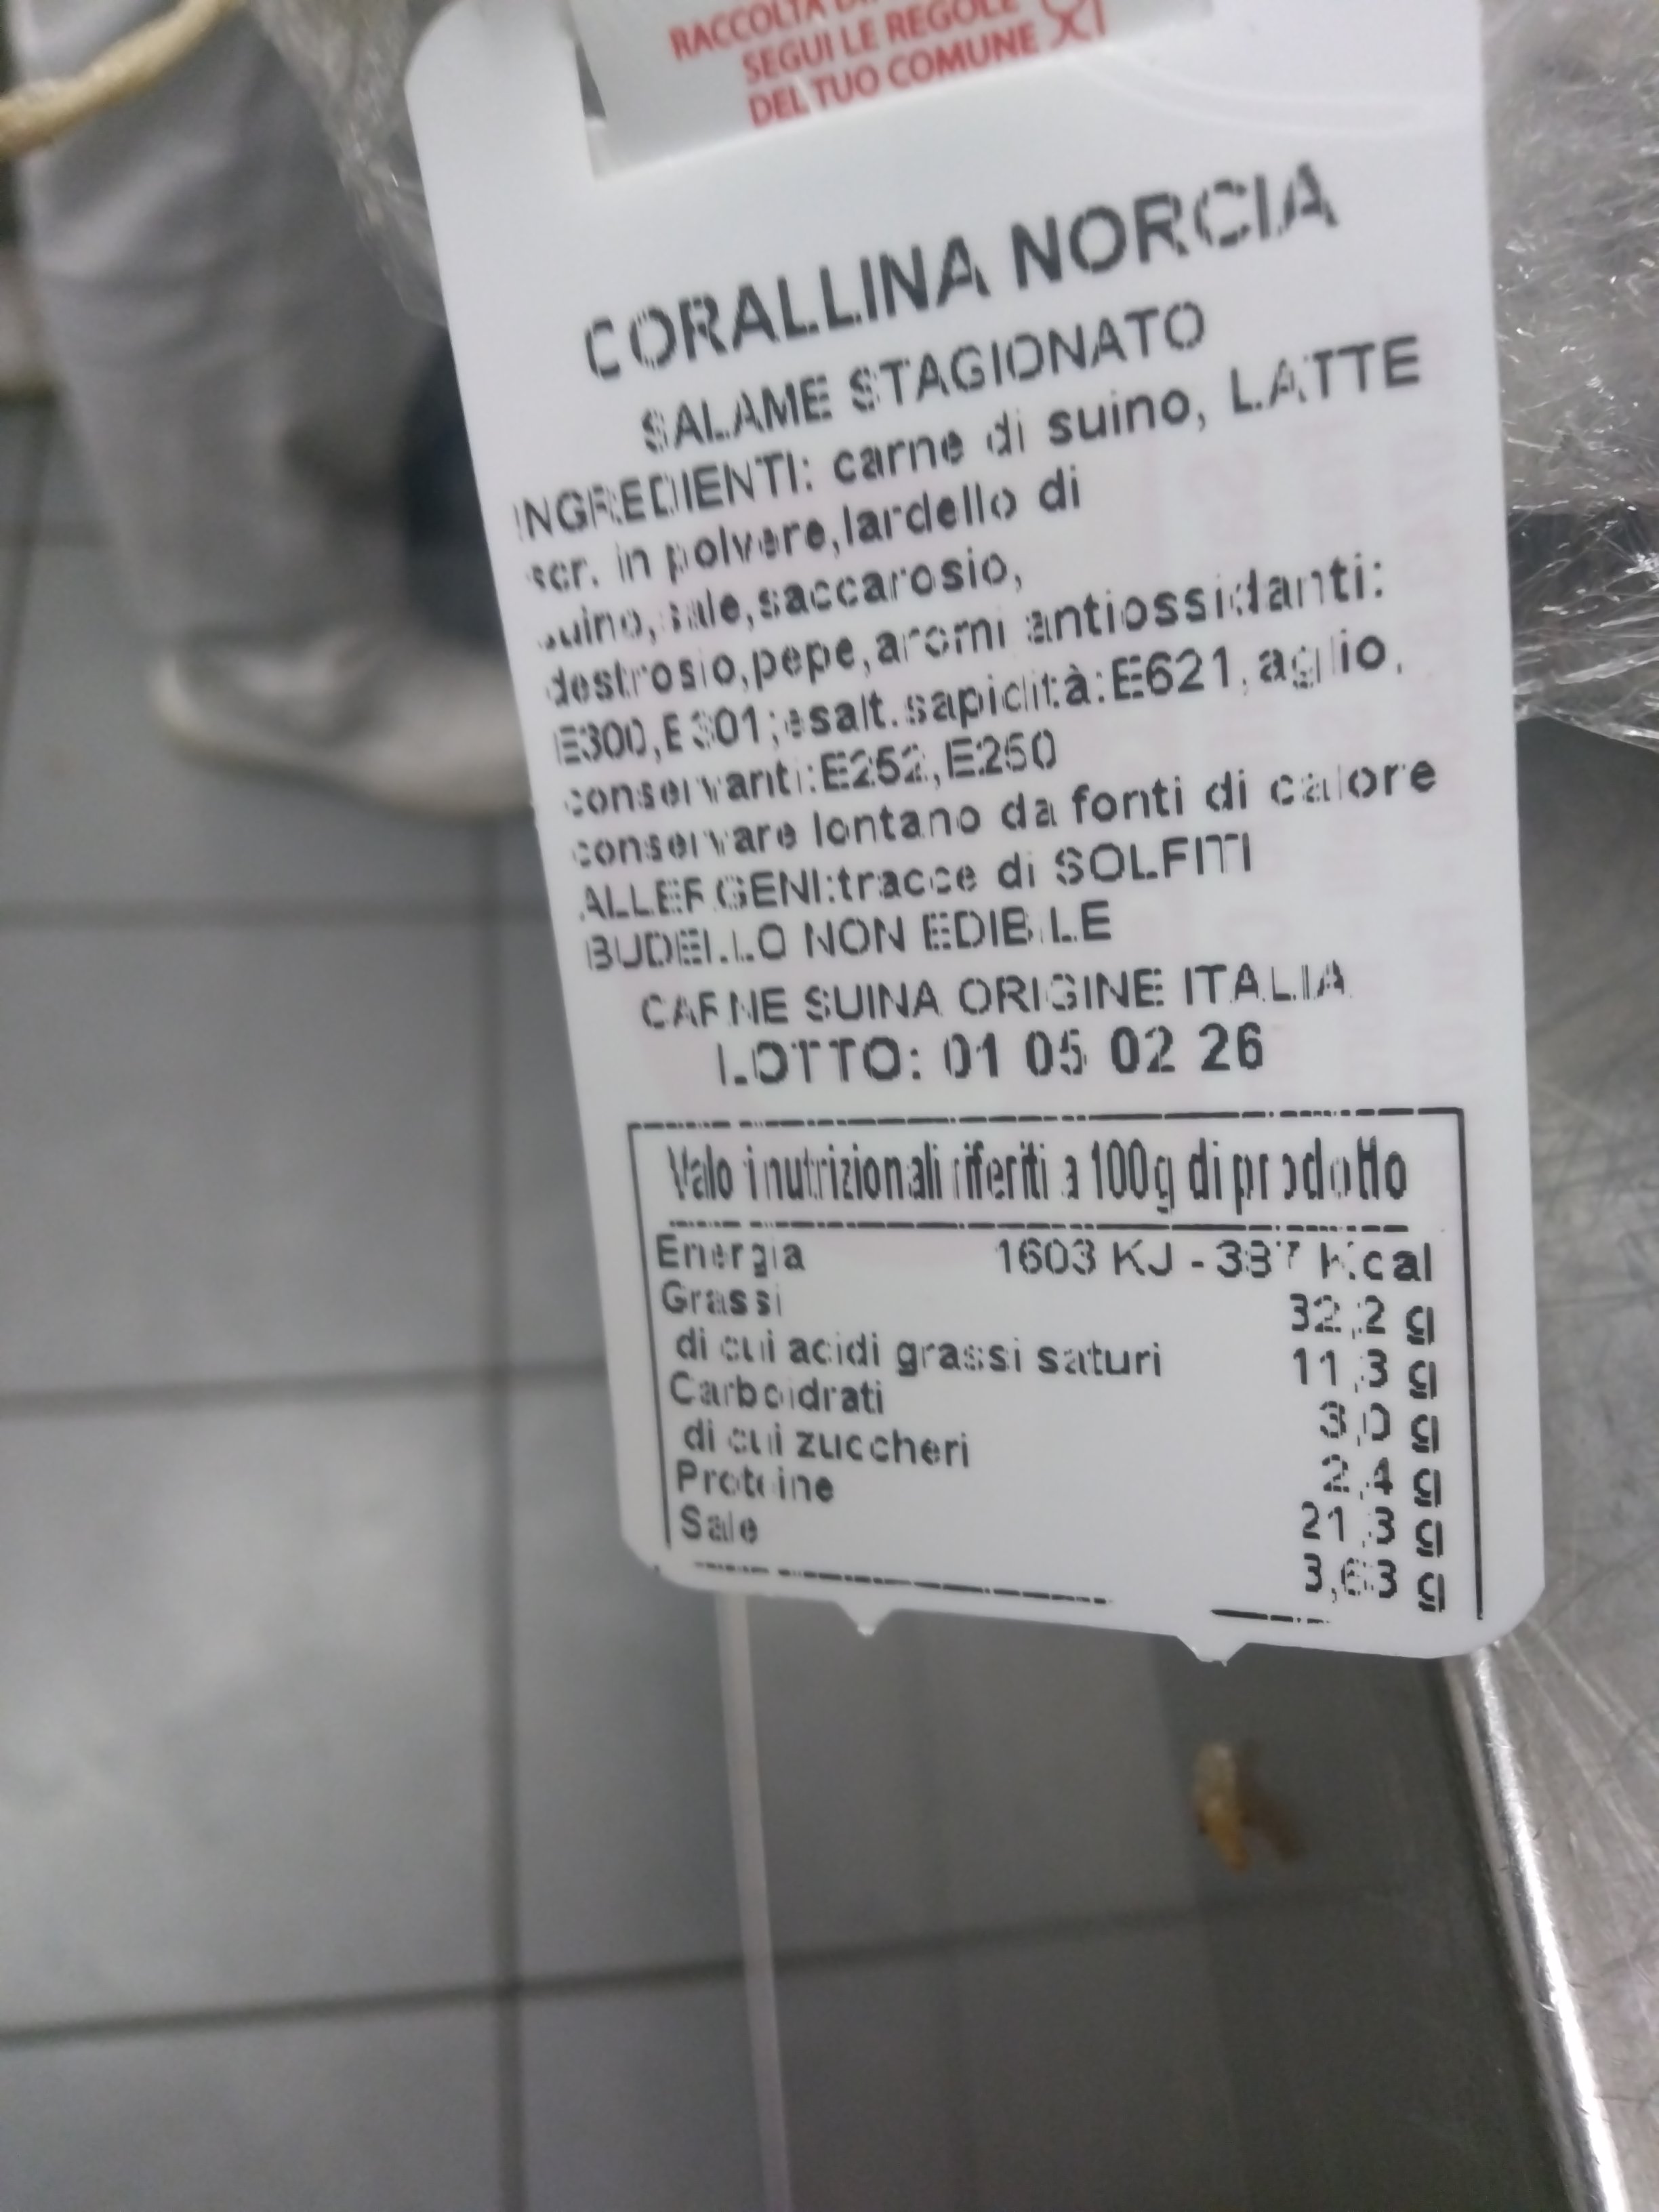 RACCOLTA
SEGUI LE REGOLE
DEL TUO COMUNE
CORALLINA NORCIA
SALAME STAGIONATO
INGREDIENTI: carne di suino, LATTE
scr. in polvere,lardello di
suino, sale,saccarosio,
destrosio,pepe,aromi antiossidanti:
E300,E301;esalt.sapidità:E621,aglio,
conservanti:E252,E250
conservare lontano da fonti di calore
ALLERGENI:tracce di SOLFITI
BUDELLO NON EDIBILE
CARNE SUINA ORIGINE ITALIA
LOTTO: 01 05 02 26
Valori nutrizionali riferiti a 100g di prodotto
Energia 1603 KJ - 387 Kcal
Grassi 32,2 g
di cui acidi grassi saturi 11,3 g
Carboidrati 3,0 g
di cui zuccheri 2,4 g
Proteine 21,3 g
Sale 3,63 g